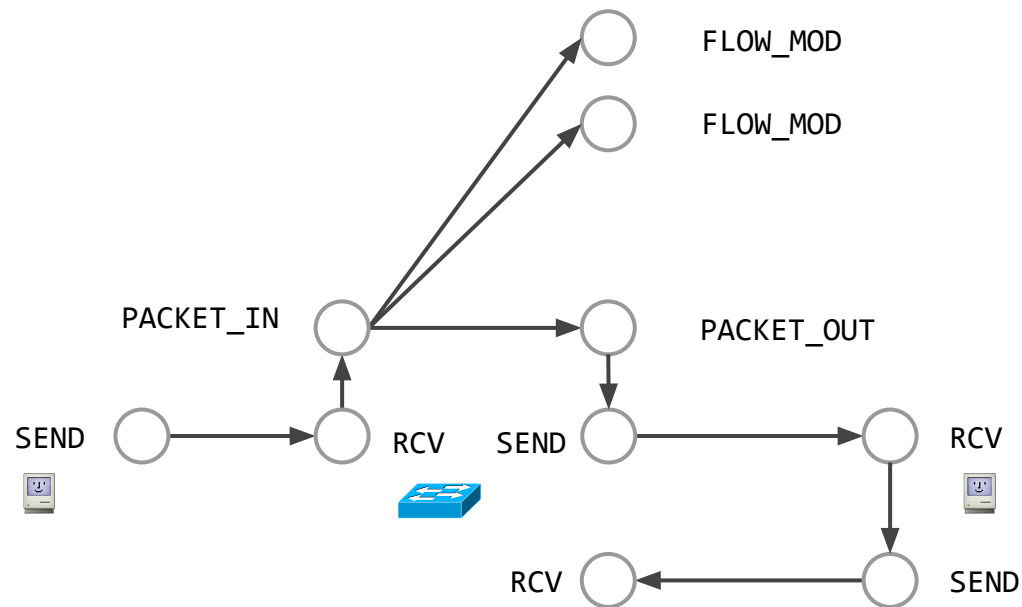 FLOW_MOD
FLOW_MOD
PACKET_IN
PACKET_OUT
SEND
RCV
SEND
RCV
RCV
SEND